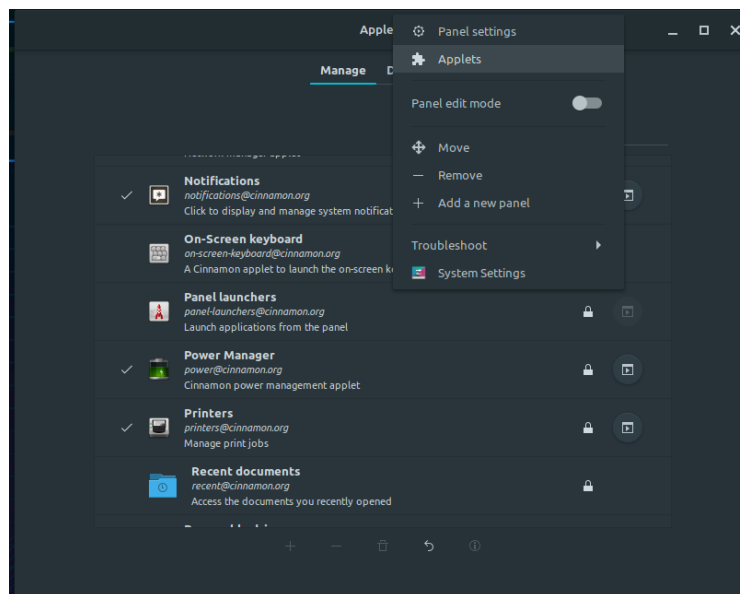 Apple
Panel settings
Applets
Manage
D
Panel edit mode
Move
Remove
Add a new panel
Troubleshoot
System Settings
Notifications
notifications@cinnamon.org
Click to display and manage system notificat
On-Screen keyboard
on-screen-keyboard@cinnamon.org
A Cinnamon applet to launch the on-screen k
Panel launchers
panel-launchers@cinnamon.org
Launch applications from the panel
Power Manager
power@cinnamon.org
Cinnamon power management applet
Printers
printers@cinnamon.org
Manage print jobs
Recent documents
recent@cinnamon.org
Access the documents you recently opened